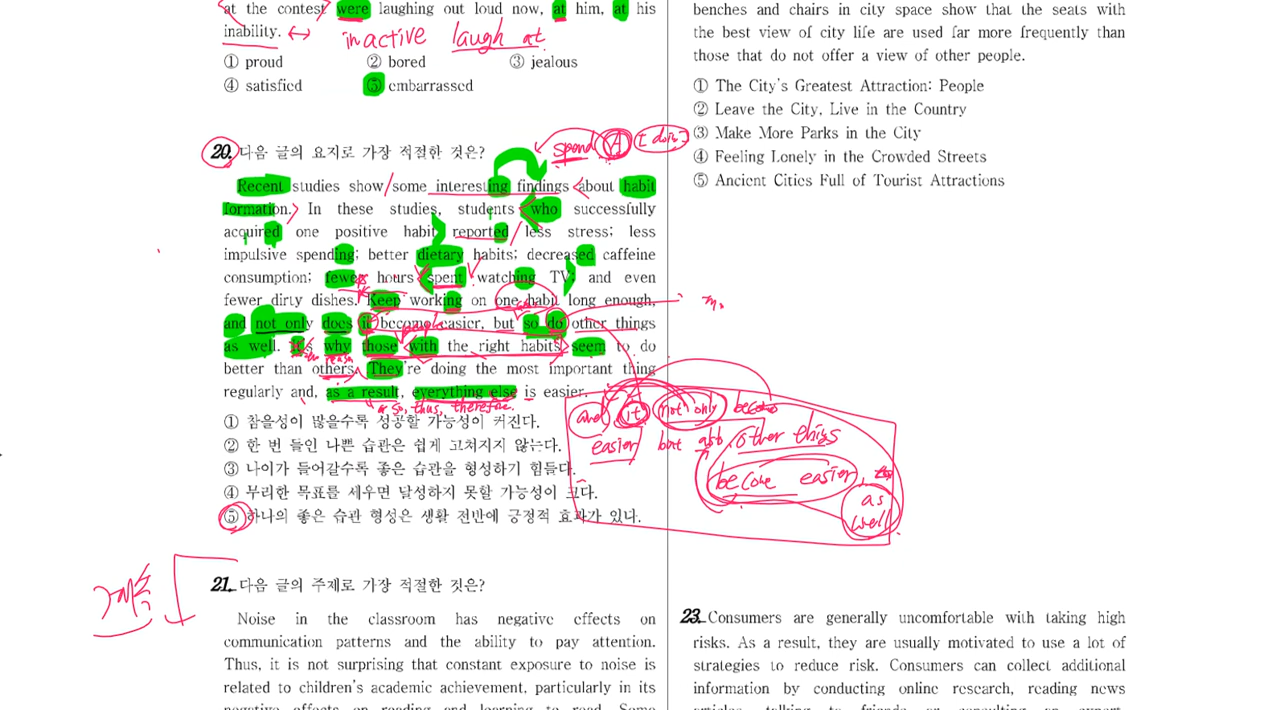 at the contest were laughing out loud now, at him, at his
inability. ↔ inactive laugh at
① proud ② bored ③ jealous
④ satisfied ⑤ embarrassed
20. 다음 글의 요지로 가장 적절한 것은? spend A [doing]
Recent studies show some interesting findings about habit
formation. In these studies, students who successfully
acquired one positive habit reported less stress; less
impulsive spending; better dietary habits; decreased caffeine
consumption; fewer hours spent watching TV; and even
fewer dirty dishes. Keep working on one habit long enough,
and not only does it become easier, but so do other things
as well. It's why those with the right habits seem to do
better than others. They're doing the most important thing
regularly and, as a result, everything else is easier.
so, thus, therefore.
① 참을성이 많을수록 성공할 가능성이 커진다.
② 한 번 들인 나쁜 습관은 쉽게 고쳐지지 않는다.
③ 나이가 들어갈수록 좋은 습관을 형성하기 힘들다.
④ 무리한 목표를 세우면 달성하지 못할 가능성이 크다.
⑤ 하나의 좋은 습관 형성은 생활 전반에 긍정적 효과가 있다.
and it not only become
easier but also other things
become easier
as
well
21. 다음 글의 주제로 가장 적절한 것은?
Noise in the classroom has negative effects on
communication patterns and the ability to pay attention.
Thus, it is not surprising that constant exposure to noise is
related to children's academic achievement, particularly in its
negative effects on reading and learning to read. Some
benches and chairs in city space show that the seats with
the best view of city life are used far more frequently than
those that do not offer a view of other people.
① The City's Greatest Attraction: People
② Leave the City, Live in the Country
③ Make More Parks in the City
④ Feeling Lonely in the Crowded Streets
⑤ Ancient Cities Full of Tourist Attractions
23. Consumers are generally uncomfortable with taking high
risks. As a result, they are usually motivated to use a lot of
strategies to reduce risk. Consumers can collect additional
information by conducting online research, reading news
articles, talking to friends or consulting an expert.